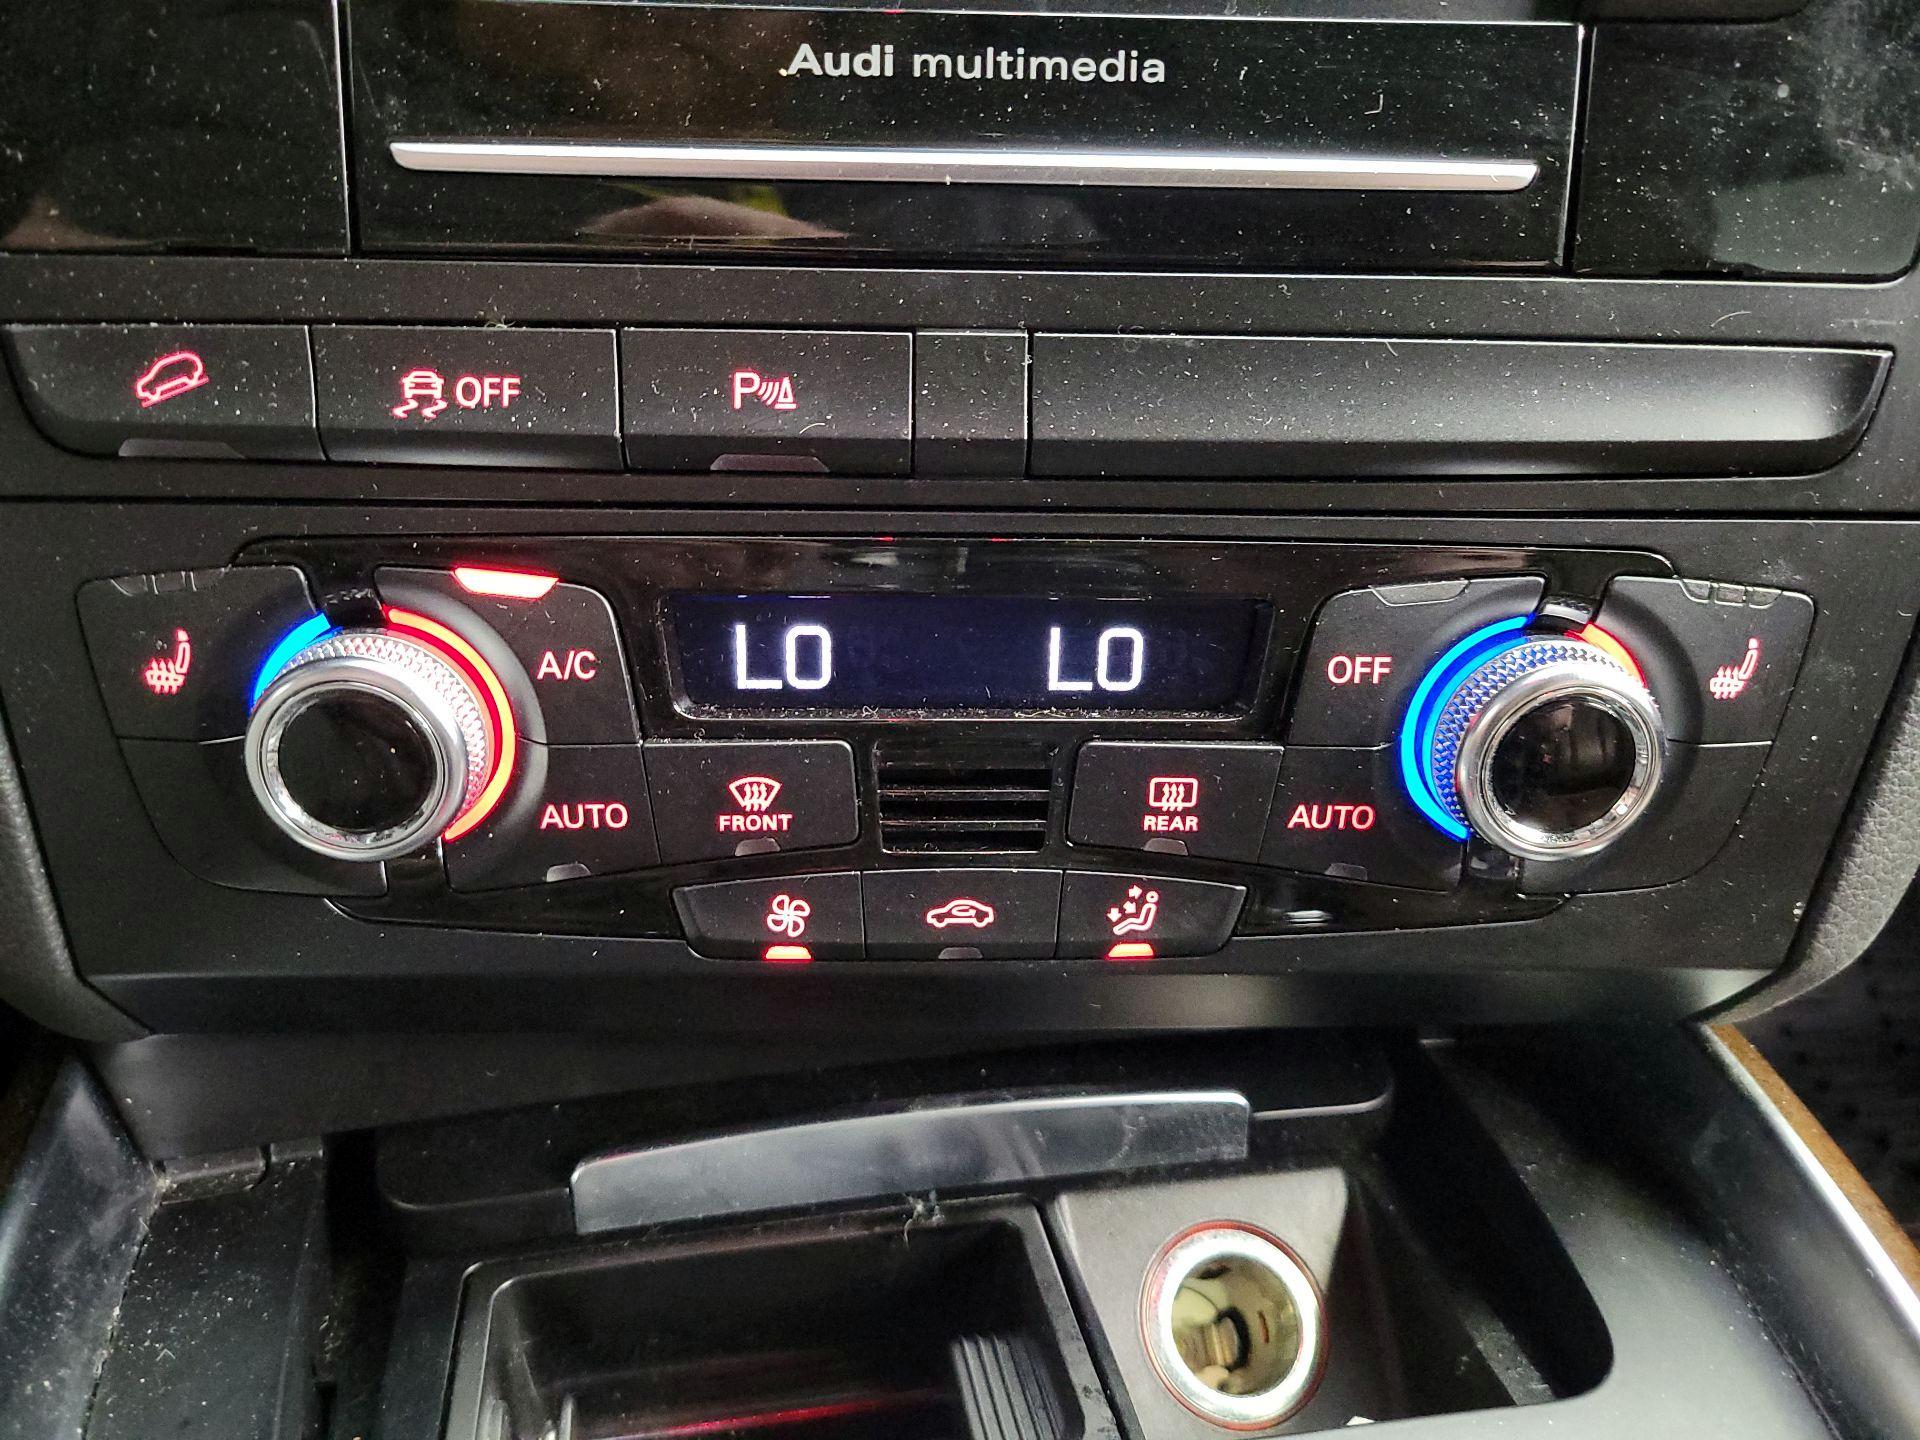 Audi multimedia
OFF
P
A/C
LO
LO
OFF
AUTO
FRONT
REAR
AUTO